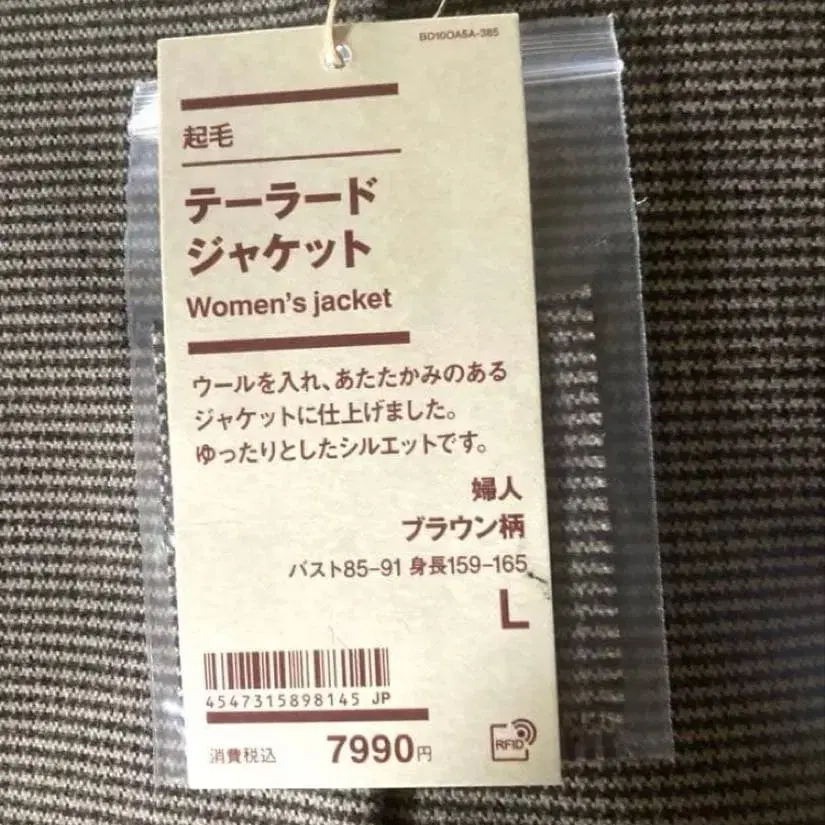 BD10OA5A-385
起毛
テーラード
ジャケット
Women's jacket
ウールを入れ、あたたかみのある
ジャケットに仕上げました。
ゆったりとしたシルエットです。
婦人
ブラウン柄
バスト85-91 身長159-165
L
4547315898145 JP
消費税込 7990円
RFID